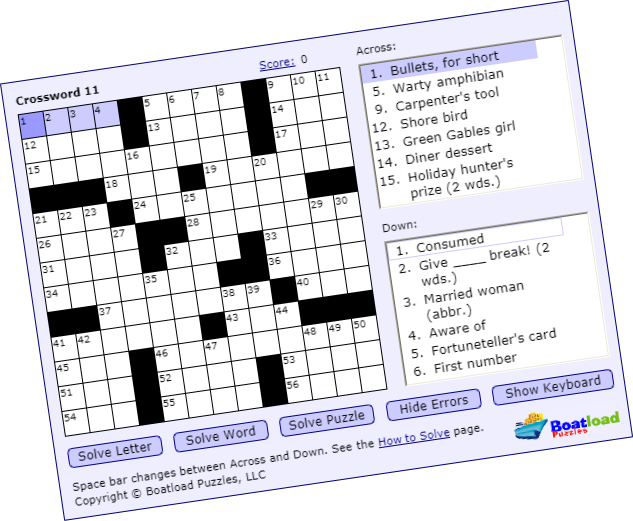 Crossword 11
Score: 0
1 2 3 4 5 6 7 8 9 10 11
12 13 14
15 16 17
18 19 20
21 22 23 24 25
26 27 28 29 30
31 32 33
34 35 36
37 38 39 40
41 42 43 44
45 46 47 48 49 50
51 52 53
54 55 56
Across:
1. Bullets, for short
5. Warty amphibian
9. Carpenter's tool
12. Shore bird
13. Green Gables girl
14. Diner dessert
15. Holiday hunter's
prize (2 wds.)
Down:
1. Consumed
2. Give ____ break! (2
wds.)
3. Married woman
(abbr.)
4. Aware of
5. Fortuneteller's card
6. First number
Solve Letter Solve Word Solve Puzzle Hide Errors Show Keyboard
Space bar changes between Across and Down. See the How to Solve page.
Copyright © Boatload Puzzles, LLC
Boatload
Puzzles